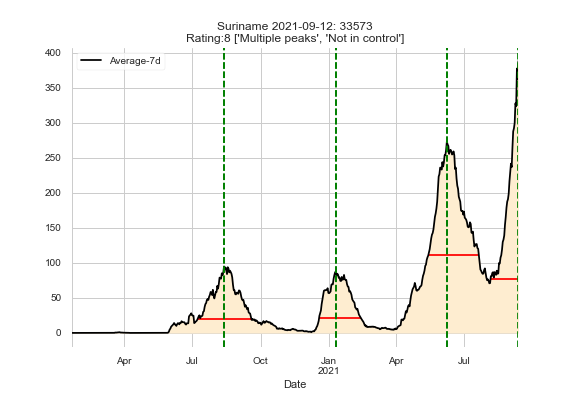 Suriname 2021-09-12: 33573
Rating:8 ['Multiple peaks', 'Not in control']
Average-7d
400
350
300
250
200
150
100
50
0
Apr
Jul
Oct
Jan
2021
Apr
Jul
Date